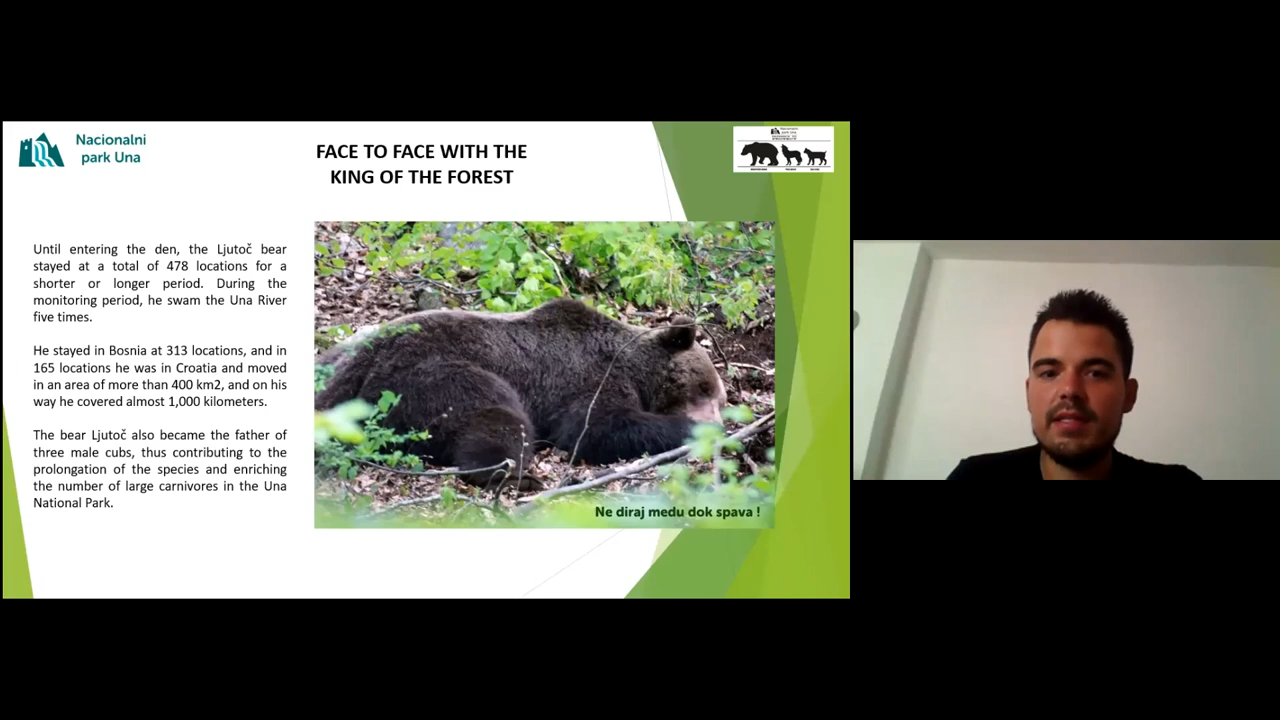 Nacionalni
park Una
FACE TO FACE WITH THE
KING OF THE FOREST
Nacionalni
park Una
Until entering the den, the Ljutoč bear
stayed at a total of 478 locations for a
shorter or longer period. During the
monitoring period, he swam the Una River
five times.
He stayed in Bosnia at 313 locations, and in
165 locations he was in Croatia and moved
in an area of more than 400 km2, and on his
way he covered almost 1,000 kilometers.
The bear Ljutoč also became the father of
three male cubs, thus contributing to the
prolongation of the species and enriching
the number of large carnivores in the Una
National Park.
Ne diraj medu dok spava !